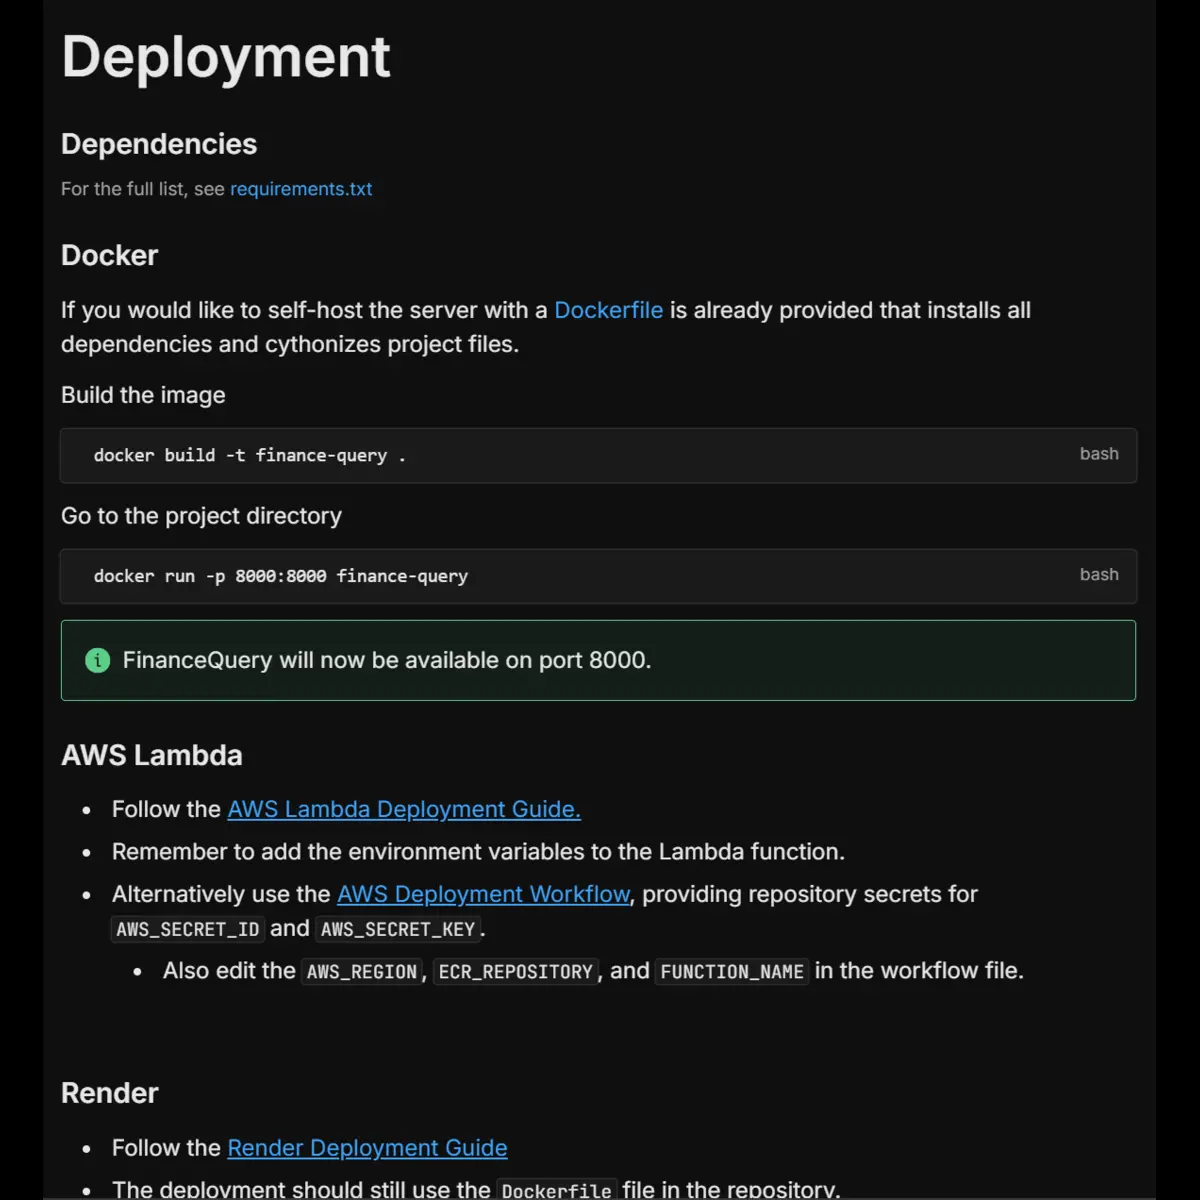 Deployment
Dependencies
For the full list, see requirements.txt
Docker
If you would like to self-host the server with a Dockerfile is already provided that installs all
dependencies and cythonizes project files.
Build the image
docker build -t finance-query .
bash
Go to the project directory
docker run -p 8000:8000 finance-query
bash
i FinanceQuery will now be available on port 8000.
AWS Lambda
• Follow the AWS Lambda Deployment Guide.
• Remember to add the environment variables to the Lambda function.
• Alternatively use the AWS Deployment Workflow, providing repository secrets for
AWS_SECRET_ID and AWS_SECRET_KEY.
• Also edit the AWS_REGION, ECR_REPOSITORY, and FUNCTION_NAME in the workflow file.
Render
• Follow the Render Deployment Guide
• The deployment should still use the Dockerfile file in the repository.